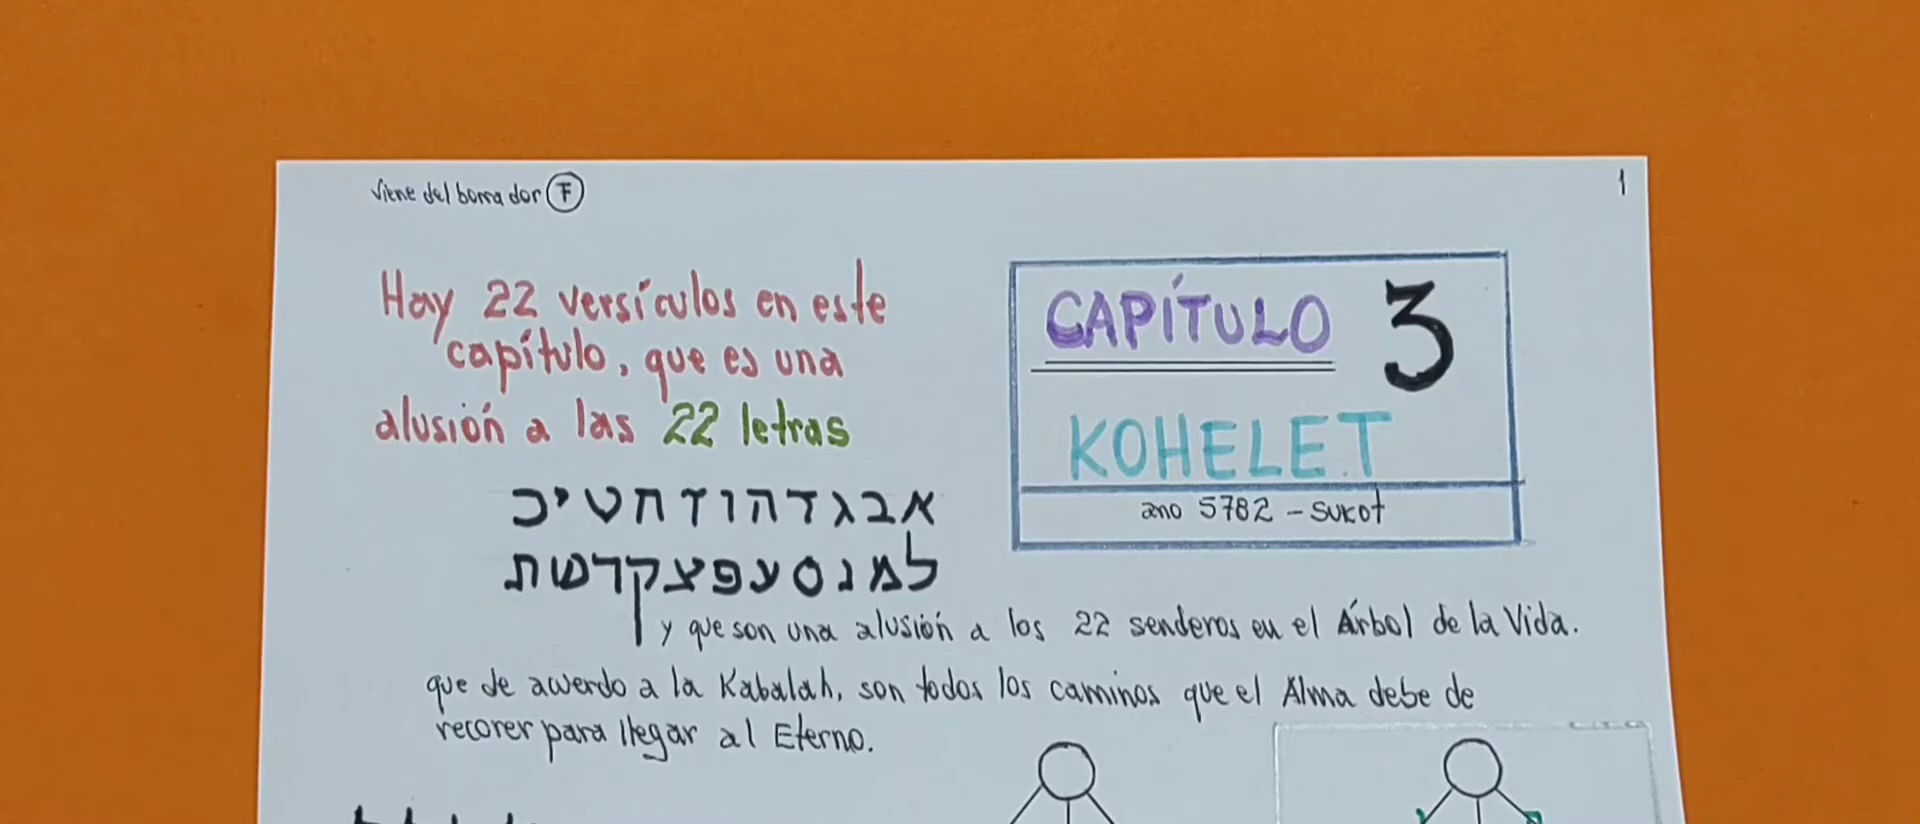 Viene del borrador F
1
Hay 22 versículos en este
capítulo, que es una
alusión a las 22 letras
אבגדהוזחטיכ
למנסעפצקרשת
CAPÍTULO 3
KOHELET
año 5782 - SUKOT
y que son una alusión a los 22 senderos en el Árbol de la Vida.
que de acuerdo a la Kabalah, son todos los caminos que el Alma debe de
recorer para llegar al Eterno.